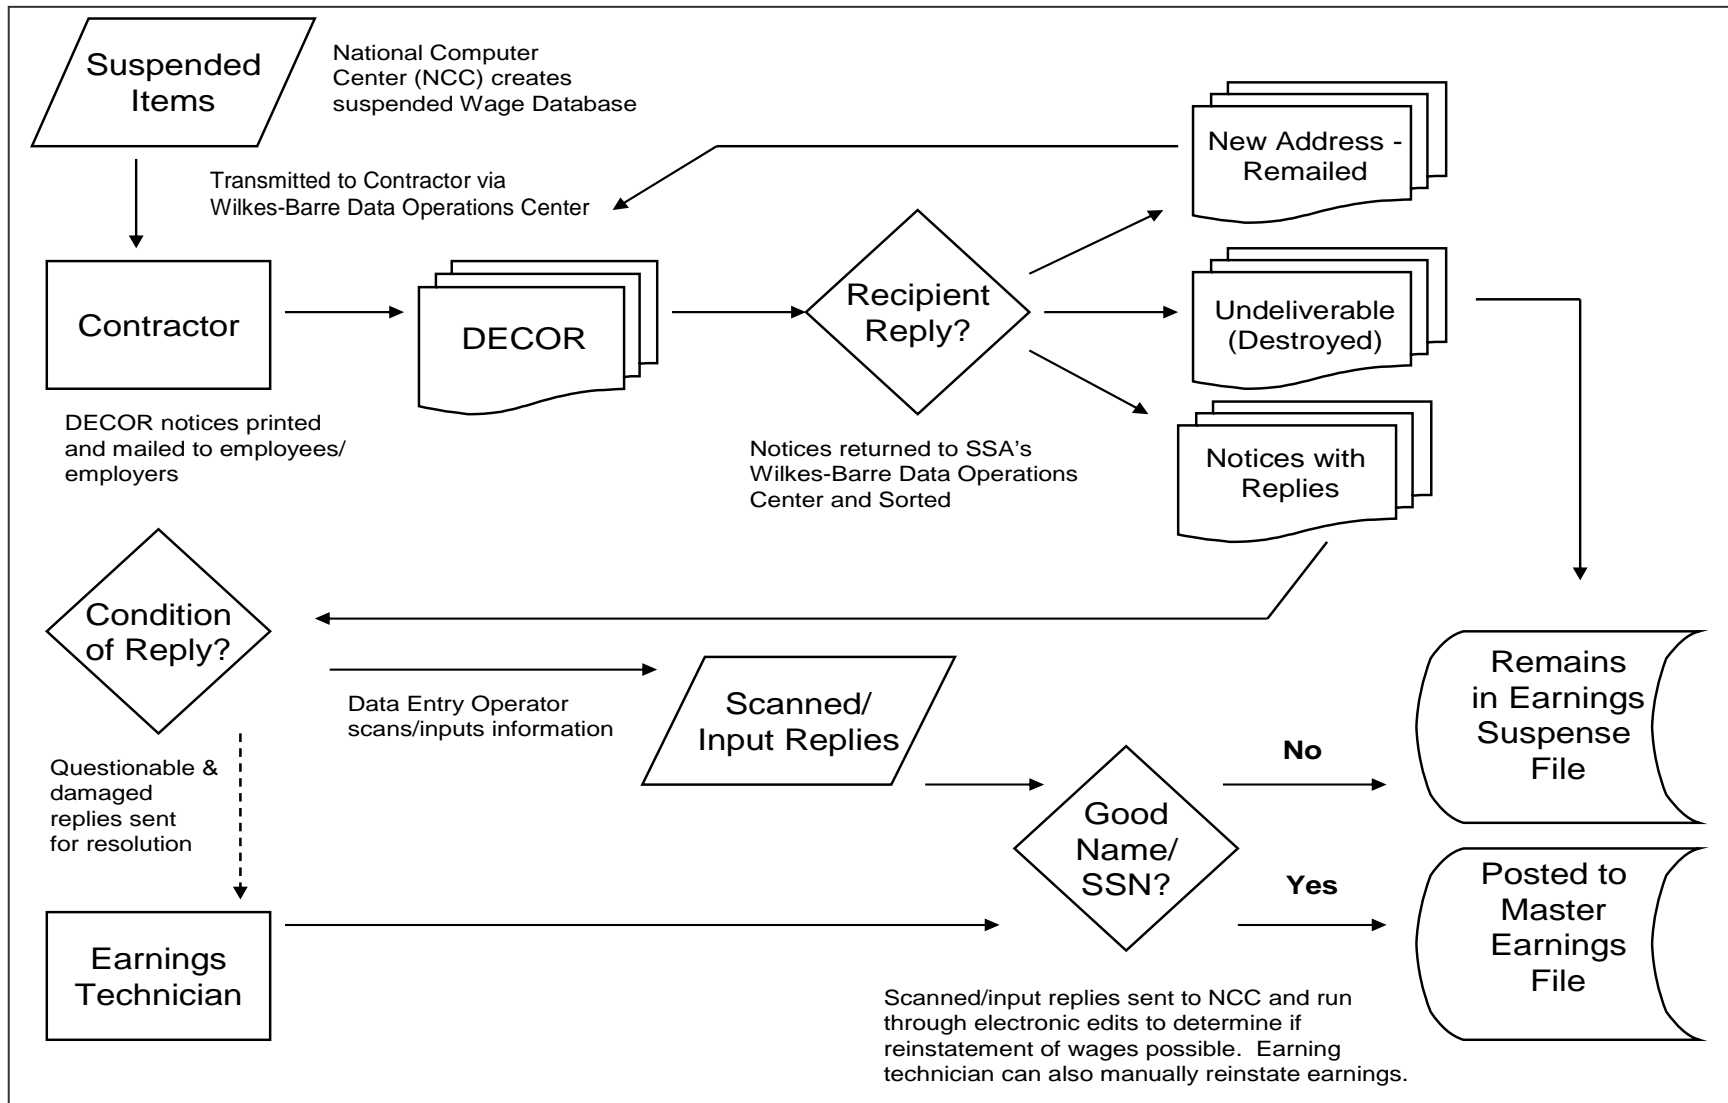 Suspended
Items
National Computer
Center (NCC) creates
suspended Wage Database
New Address -
Remailed
Transmitted to Contractor via
Wilkes-Barre Data Operations Center
Contractor
DECOR
Recipient
Reply?
Undeliverable
(Destroyed)
DECOR notices printed
and mailed to employees/
employers
Notices returned to SSA's
Wilkes-Barre Data Operations
Center and Sorted
Notices with
Replies
Condition
of Reply?
Data Entry Operator
scans/inputs information
Scanned/
Input Replies
Remains
in Earnings
Suspense
File
No
Questionable &
damaged
replies sent
for resolution
Good
Name/
SSN?
Yes
Posted to
Master
Earnings
File
Earnings
Technician
Scanned/input replies sent to NCC and run
through electronic edits to determine if
reinstatement of wages possible.  Earning
technician can also manually reinstate earnings.